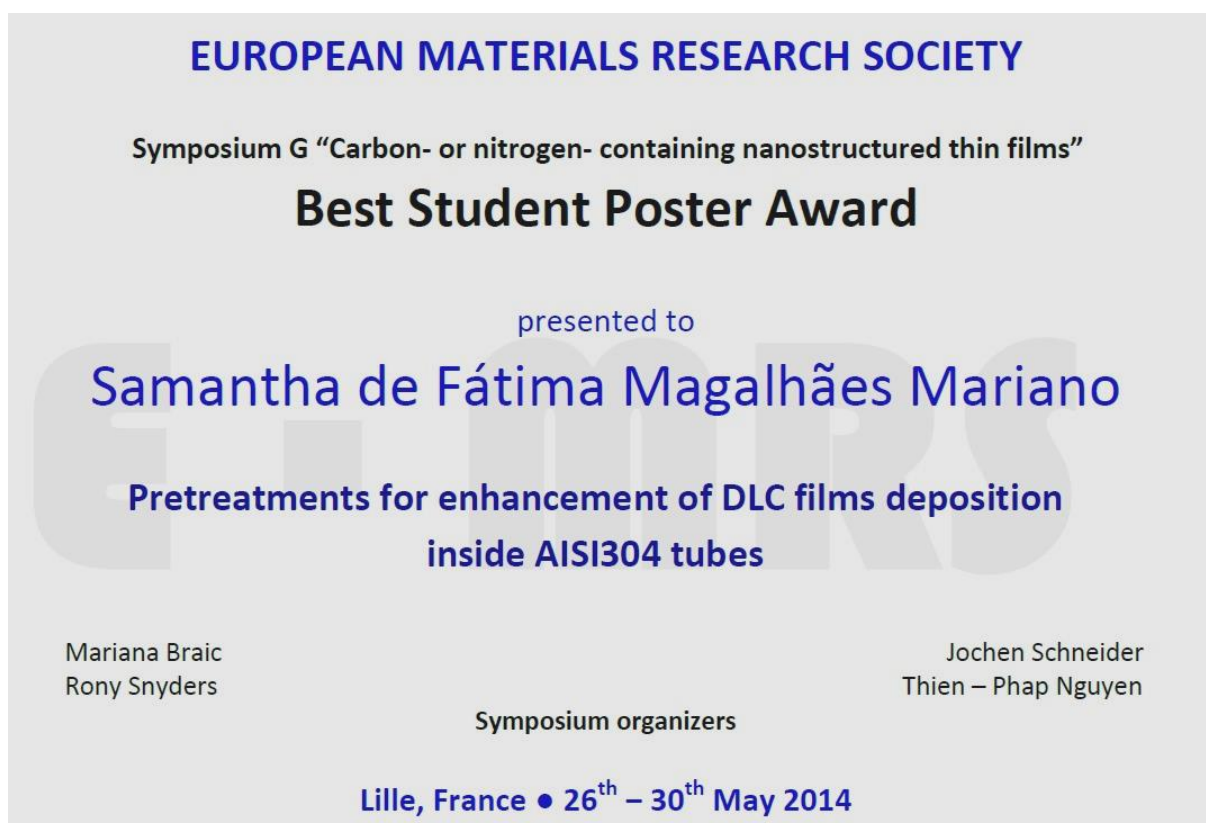 EUROPEAN MATERIALS RESEARCH SOCIETY
Symposium G “Carbon- or nitrogen- containing nanostructured thin films”
Best Student Poster Award
presented to
Samantha de Fátima Magalhães Mariano
E-MRS
Pretreatments for enhancement of DLC films deposition
inside AISI304 tubes
Mariana Braic
Rony Snyders
Jochen Schneider
Thien – Phap Nguyen
Symposium organizers
Lille, France ● 26th – 30th May 2014